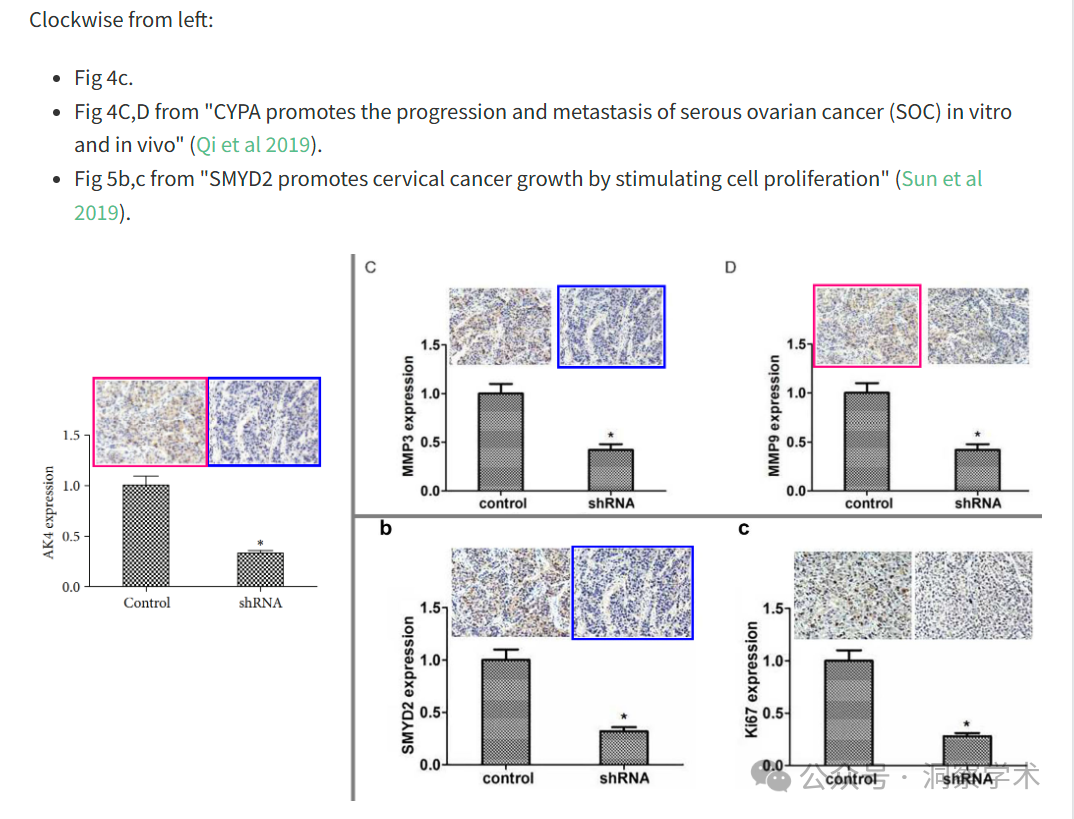 Clockwise from left:
• Fig 4c.
• Fig 4C,D from "CYPA promotes the progression and metastasis of serous ovarian cancer (SOC) in vitro
and in vivo" (Qi et al 2019).
• Fig 5b,c from "SMYD2 promotes cervical cancer growth by stimulating cell proliferation" (Sun et al
2019).
AK4 expression
1.5
1.0
0.5
0.0
*
Control shRNA
C
MMP3 expression
1.5
1.0
0.5
0.0
*
control shRNA
D
MMP9 expression
1.5
1.0
0.5
0.0
*
control shRNA
b
SMYD2 expression
1.5
1.0
0.5
0.0
*
control shRNA
c
Ki67 expression
1.5
1.0
0.5
0.0
*
control shRNA
公众号 · 洞察学术